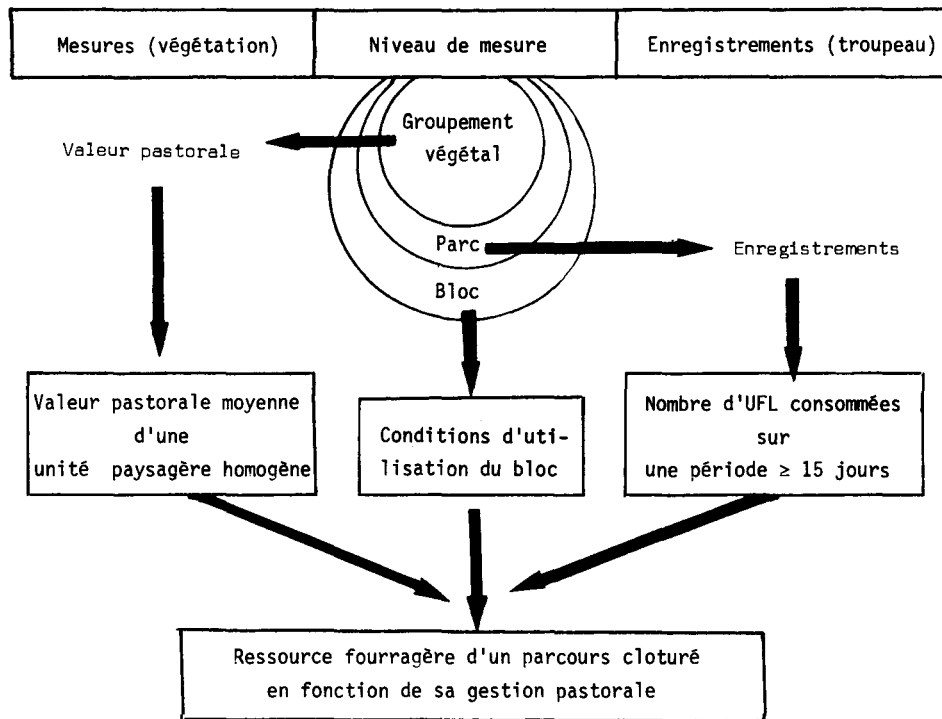 Mesures (végétation) Niveau de mesure Enregistrements (troupeau)
Groupement
végétal
Valeur pastorale
Parc
Enregistrements
Bloc
Valeur pastorale moyenne
d'une
unité paysagère homogène
Conditions d'uti-
lisation du bloc
Nombre d'UFL consommées
sur
une période ≥ 15 jours
Ressource fourragère d'un parcours cloturé
en fonction de sa gestion pastorale